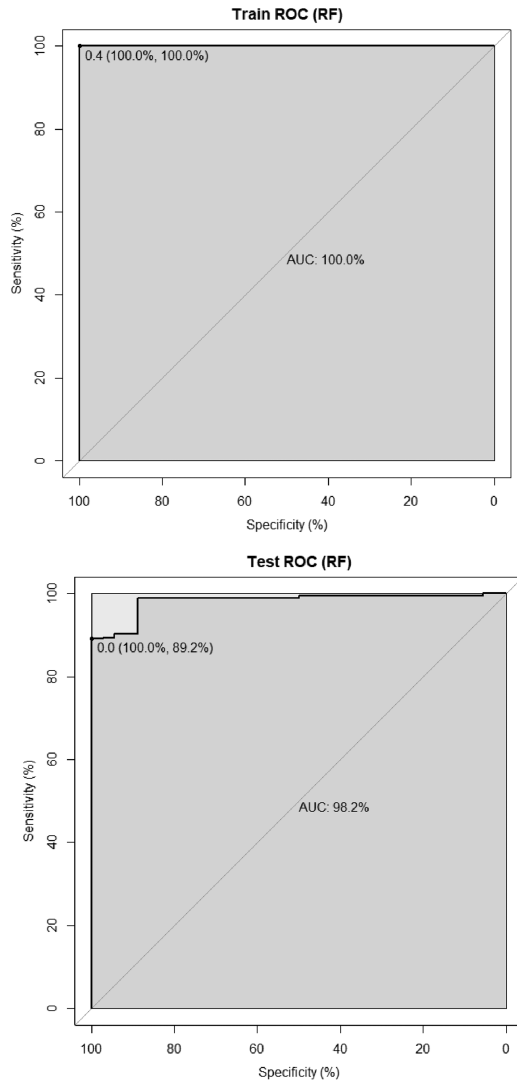 Train ROC (RF)
100
0.4 (100.0%, 100.0%)
80
60
Sensitivity (%)
AUC: 100.0%
40
20
0
100 80 60 40 20 0
Specificity (%)
Test ROC (RF)
100
0.0 (100.0%, 89.2%)
80
60
Sensitivity (%)
AUC: 98.2%
40
20
0
100 80 60 40 20 0
Specificity (%)